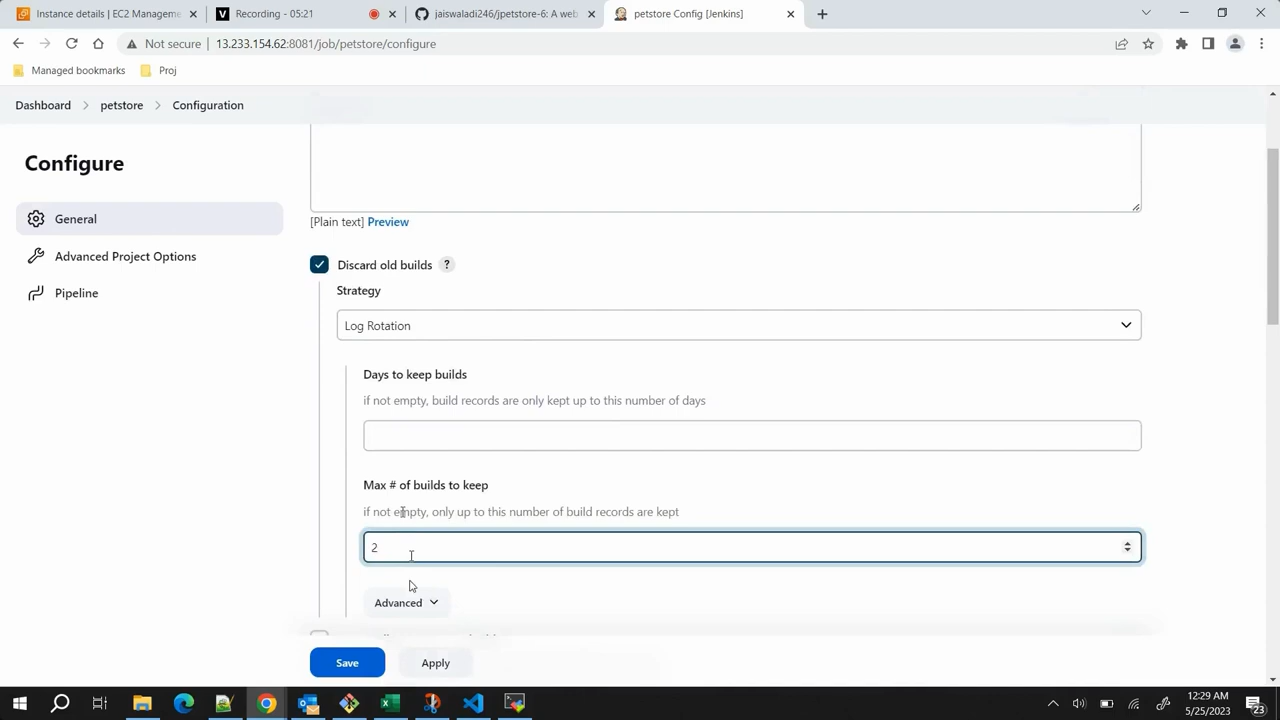 Instance details | EC2 Manageme
Recording - 05:21
jaiswaladi246/jpetstore-6: A web
petstore Config [Jenkins]
Not secure
13.233.154.62:8081/job/petstore/configure
Managed bookmarks
Proj
Dashboard
petstore
Configuration
Configure
General
Advanced Project Options
Pipeline
[Plain text] Preview
Discard old builds ?
Strategy
Log Rotation
Days to keep builds
if not empty, build records are only kept up to this number of days
Max # of builds to keep
if not empty, only up to this number of build records are kept
2
Advanced
Save
Apply
12:29 AM
5/25/2023
23